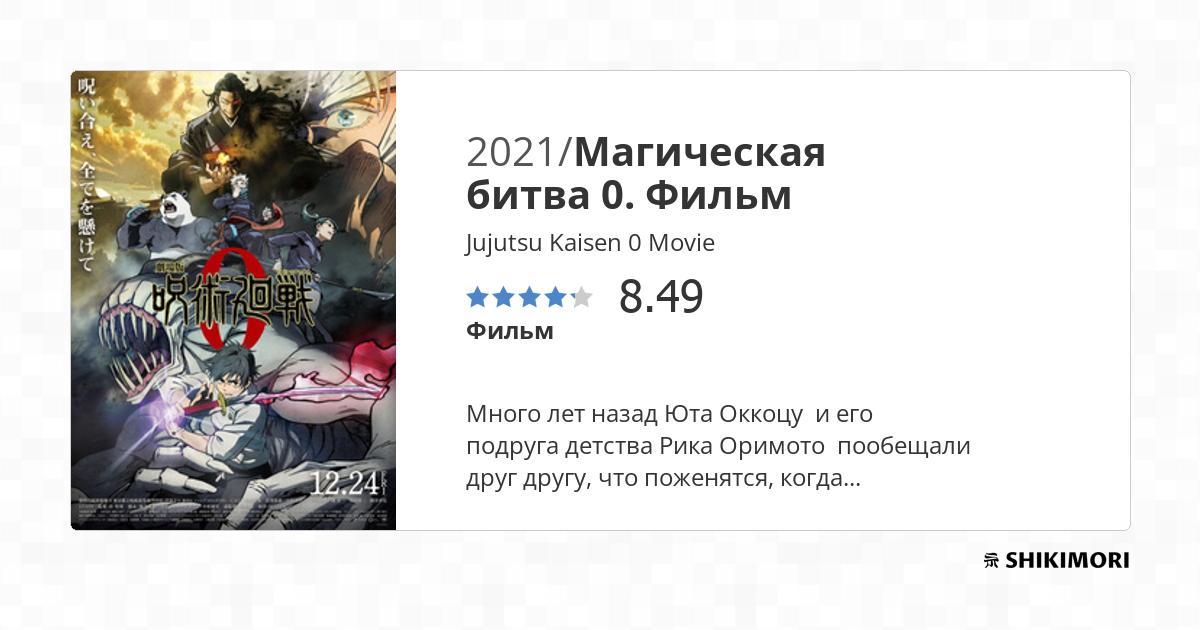 呪い合え、全てを懸けて
劇場版
呪術廻戦
0
12.24
FRI
2021/Магическая
битва 0. Фильм
Jujutsu Kaisen 0 Movie
8.49
Фильм
Много лет назад Юта Оккоцу и его
подруга детства Рика Оримото пообещали
друг другу, что поженятся, когда...
SHIKIMORI